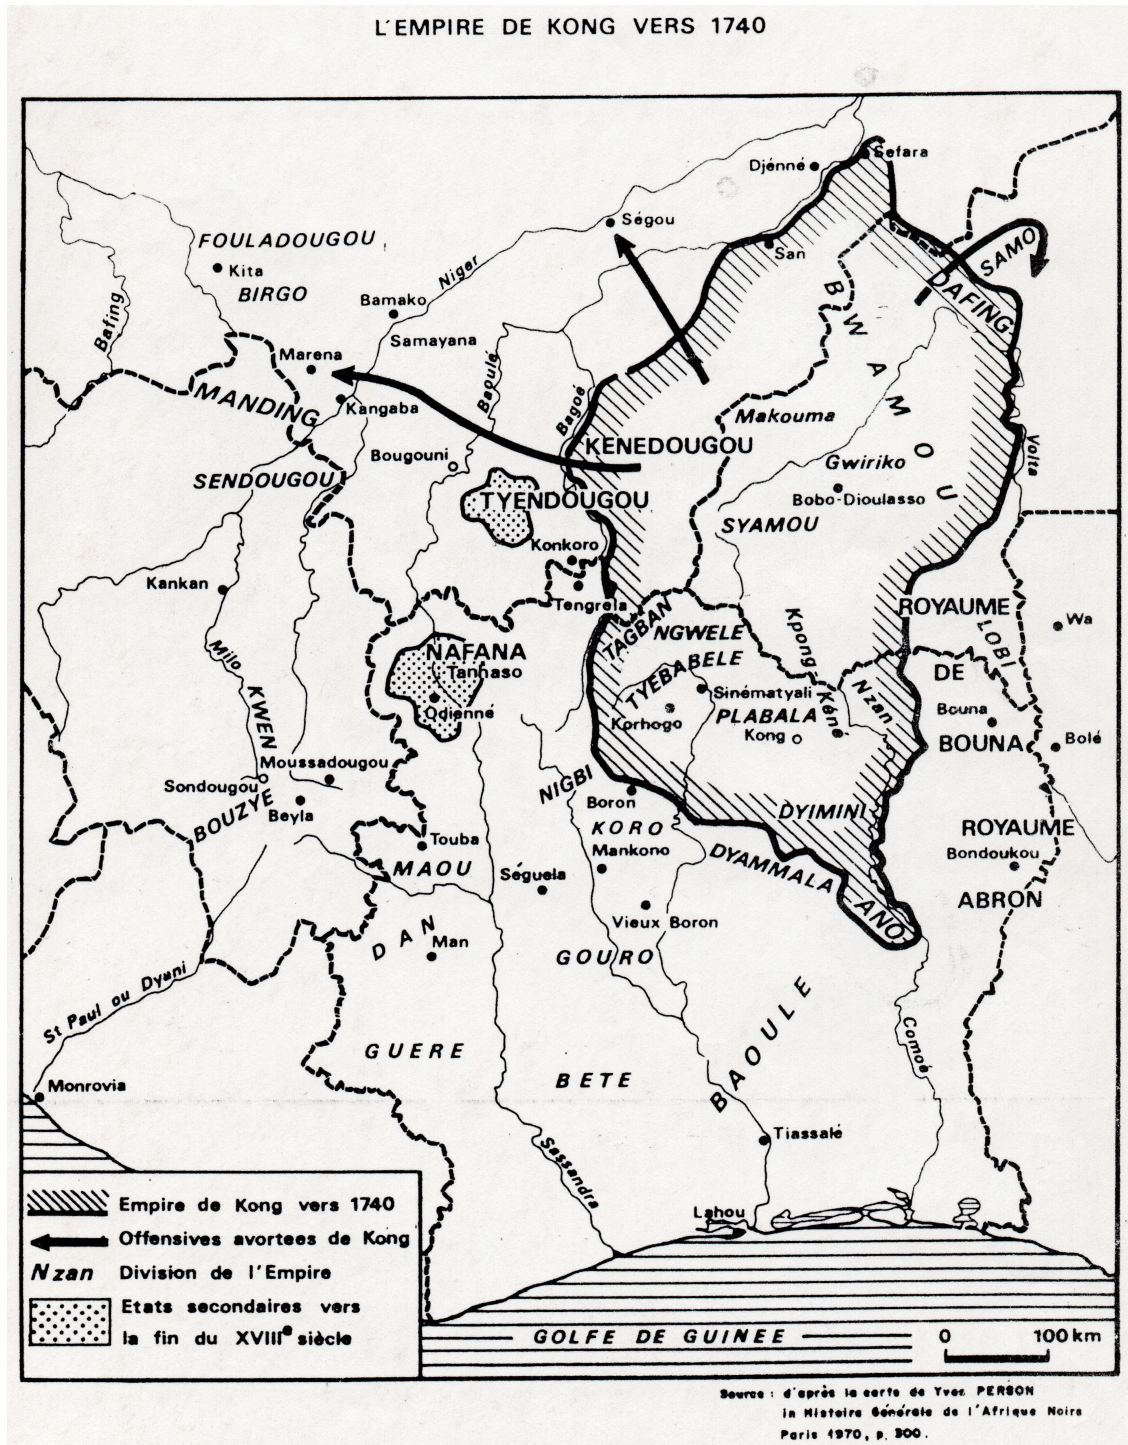 L'EMPIRE DE KONG VERS 1740
Sefara
Djénné
Ségou
SAMO
FOULADOUGOU
Kita
BIRGO
Niger
San
DAFING
Bafing
Bamako
Samayana
BWAMOU
Marena
Baoulé
MANDING
Kangaba
Bagoé
Makouma
KENEDOUGOU
Volta
Bougouni
Gwiriko
SENDOUGOU
TYENDOUGOU
Bobo-Dioulasso
SYAMOU
Konkoro
Kankan
Tengrela
TAGBAN
NGWELE
Kpong-Kéné
ROYAUME
LOBI
Wa
Milo
NAFANA
Tanhaso
TYEBABELE
DE
Sinématyali
Nzan
KWEN
Odienné
Korhogo
PLABALA
Kong
Bouna
BOUNA
Bolé
Moussadougou
Sondougou
NIGBI
Beyla
BOUZYE
Boron
DYIMINI
KORO
ROYAUME
Touba
Mankono
DYAMMALA
Bondoukou
MAOU
Séguela
ABRON
ANO
DAN
Man
Vieux Boron
GOURO
St Paul ou Dyani
BAOULE
Comoé
GUERE
BETE
Monrovia
Tiassalé
Sassandra
Lahou
Empire de Kong vers 1740
Offensives avortees de Kong
Nzan Division de l'Empire
Etats secondaires vers
la fin du XVIIIe siècle
GOLFE DE GUINEE
0 100 km
Source : d'après la carte de Yves PERSON
in Histoire Générale de l'Afrique Noire
Paris 1970, p. 300.